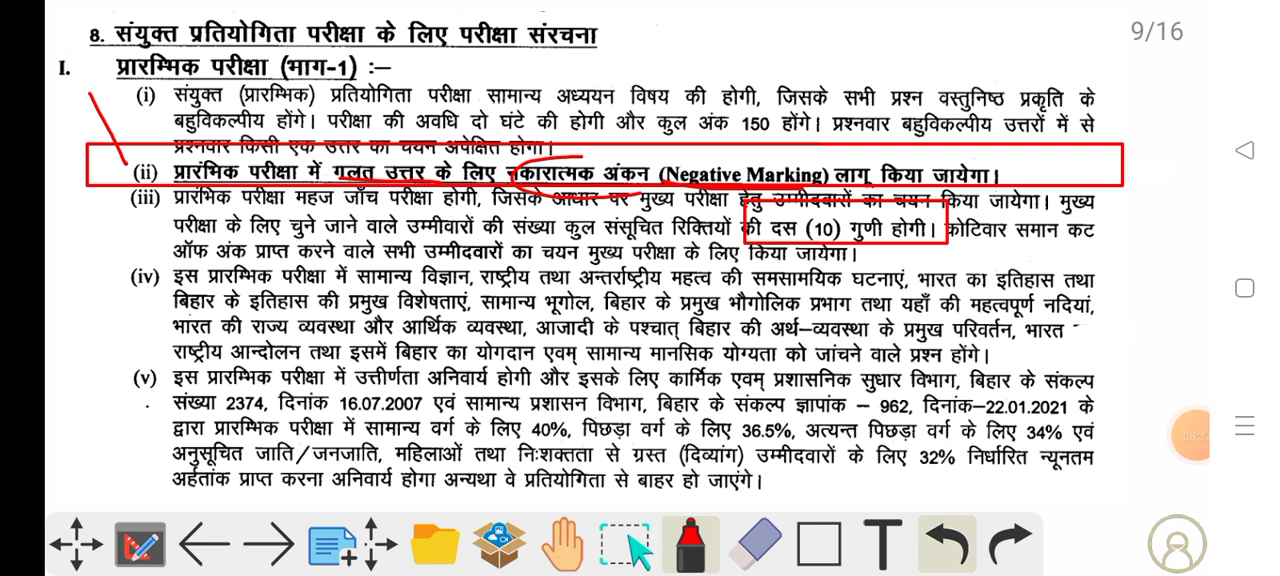 8. संयुक्त प्रतियोगिता परीक्षा के लिए परीक्षा संरचना
9/16
I. प्रारम्भिक परीक्षा (भाग-1) :–
(i) संयुक्त (प्रारम्भिक) प्रतियोगिता परीक्षा सामान्य अध्ययन विषय की होगी, जिसके सभी प्रश्न वस्तुनिष्ठ प्रकृति के
बहुविकल्पीय होंगे। परीक्षा की अवधि दो घंटे की होगी और कुल अंक 150 होंगे। प्रश्नवार बहुविकल्पीय उत्तरों में से
प्रश्नवार किसी एक उत्तर का चयन अपेक्षित होगा।
(ii) प्रारंभिक परीक्षा में गलत उत्तर के लिए नकारात्मक अंकन (Negative Marking) लागू किया जायेगा।
(iii) प्रारंभिक परीक्षा महज जाँच परीक्षा होगी, जिसके आधार पर मुख्य परीक्षा हेतु उम्मीदवारों का चयन किया जायेगा। मुख्य
परीक्षा के लिए चुने जाने वाले उम्मीवारों की संख्या कुल संसूचित रिक्तियों की दस (10) गुणी होगी। कोटिवार समान कट
ऑफ अंक प्राप्त करने वाले सभी उम्मीदवारों का चयन मुख्य परीक्षा के लिए किया जायेगा।
(iv) इस प्रारम्भिक परीक्षा में सामान्य विज्ञान, राष्ट्रीय तथा अन्तर्राष्ट्रीय महत्व की समसामयिक घटनाएं, भारत का इतिहास तथा
बिहार के इतिहास की प्रमुख विशेषताएं, सामान्य भूगोल, बिहार के प्रमुख भौगोलिक प्रभाग तथा यहाँ की महत्वपूर्ण नदियां,
भारत की राज्य व्यवस्था और आर्थिक व्यवस्था, आजादी के पश्चात् बिहार की अर्थ–व्यवस्था के प्रमुख परिवर्तन, भारत
राष्ट्रीय आन्दोलन तथा इसमें बिहार का योगदान एवम् सामान्य मानसिक योग्यता को जांचने वाले प्रश्न होंगे।
(v) इस प्रारम्भिक परीक्षा में उत्तीर्णता अनिवार्य होगी और इसके लिए कार्मिक एवम् प्रशासनिक सुधार विभाग, बिहार के संकल्प
संख्या 2374, दिनांक 16.07.2007 एवं सामान्य प्रशासन विभाग, बिहार के संकल्प ज्ञापांक – 962, दिनांक–22.01.2021 के
द्वारा प्रारम्भिक परीक्षा में सामान्य वर्ग के लिए 40%, पिछड़ा वर्ग के लिए 36.5%, अत्यन्त पिछड़ा वर्ग के लिए 34% एवं
अनुसूचित जाति/जनजाति, महिलाओं तथा निःशक्तता से ग्रस्त (दिव्यांग) उम्मीदवारों के लिए 32% निर्धारित न्यूनतम
अर्हतांक प्राप्त करना अनिवार्य होगा अन्यथा वे प्रतियोगिता से बाहर हो जाएंगे।
08:32
T